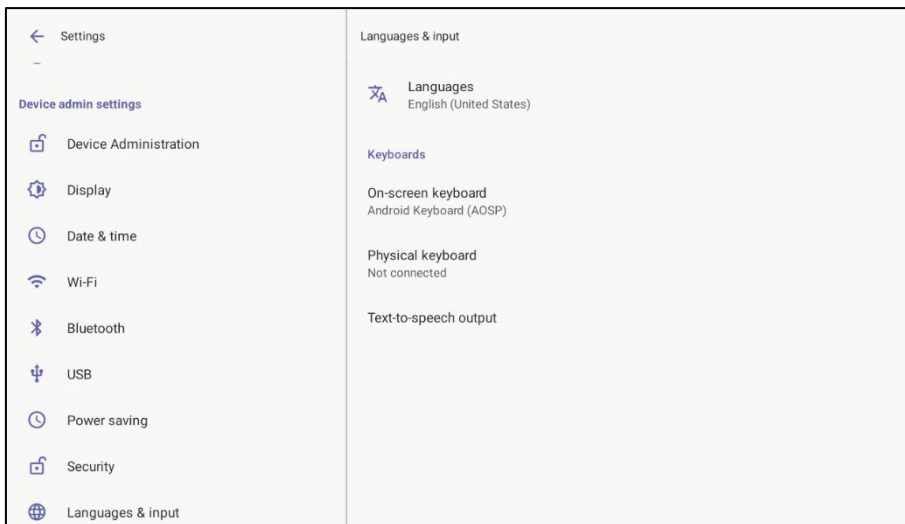 Settings
Device admin settings
Device Administration
Display
Date & time
Wi-Fi
Bluetooth
USB
Power saving
Security
Languages & input
Languages & input
Languages
English (United States)
Keyboards
On-screen keyboard
Android Keyboard (AOSP)
Physical keyboard
Not connected
Text-to-speech output